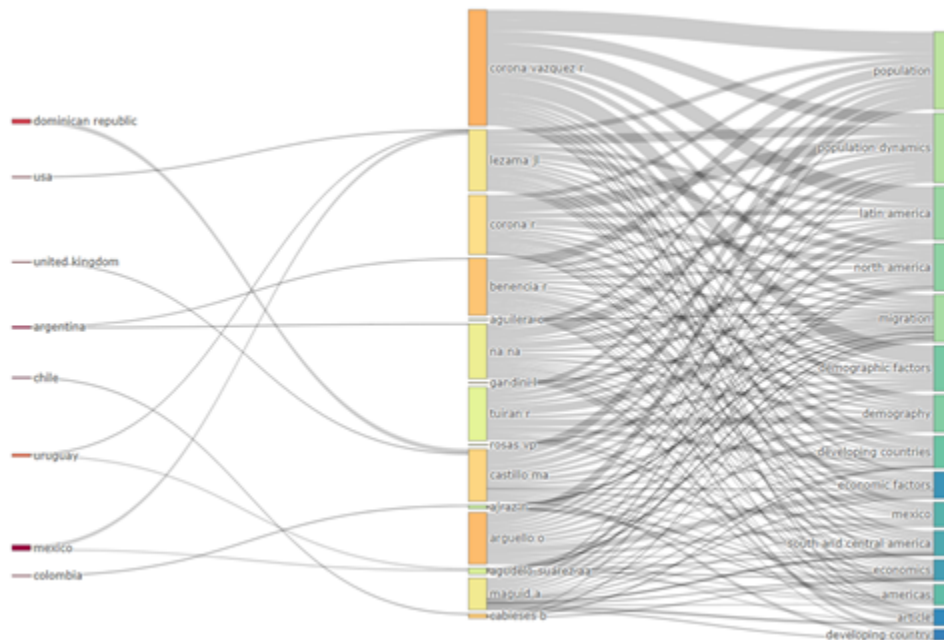 dominican republic
usa
united kingdom
argentina
chile
uruguay
mexico
colombia
corona vazquez r
lezama jl
corona r
benencia r
aguilera o
na na
gandini l
tuiran r
rosas vp
castillo ma
arguello o
agudelo-suarez aa
maguid a
cabieses b
population
population dynamics
latin america
north america
migration
demographic factors
demography
developing countries
economic factors
mexico
south and central america
economics
americas
article
developing country